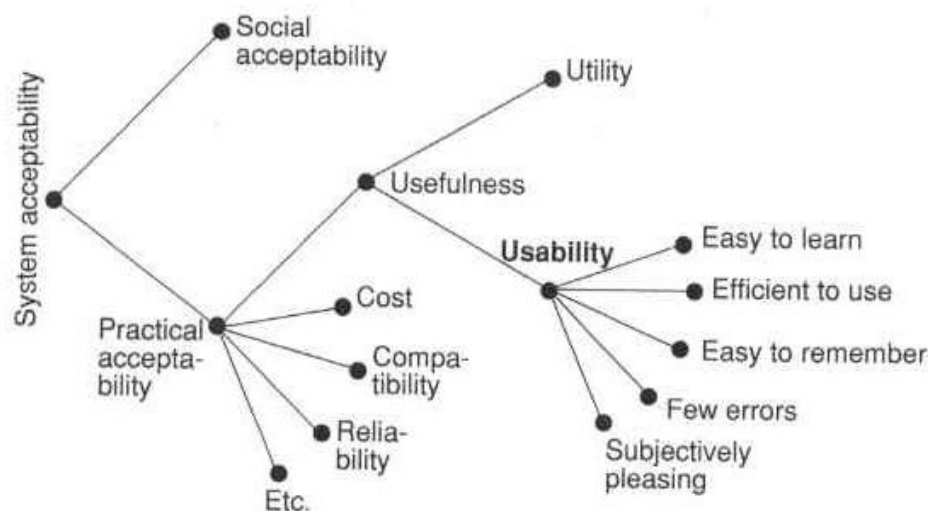 Social
acceptability
Utility
System acceptability
Usefulness
Usability
Easy to learn
Efficient to use
Cost
Practical
accepta-
bility
Compa-
tibility
Easy to remember
Few errors
Relia-
bility
Subjectively
pleasing
Etc.